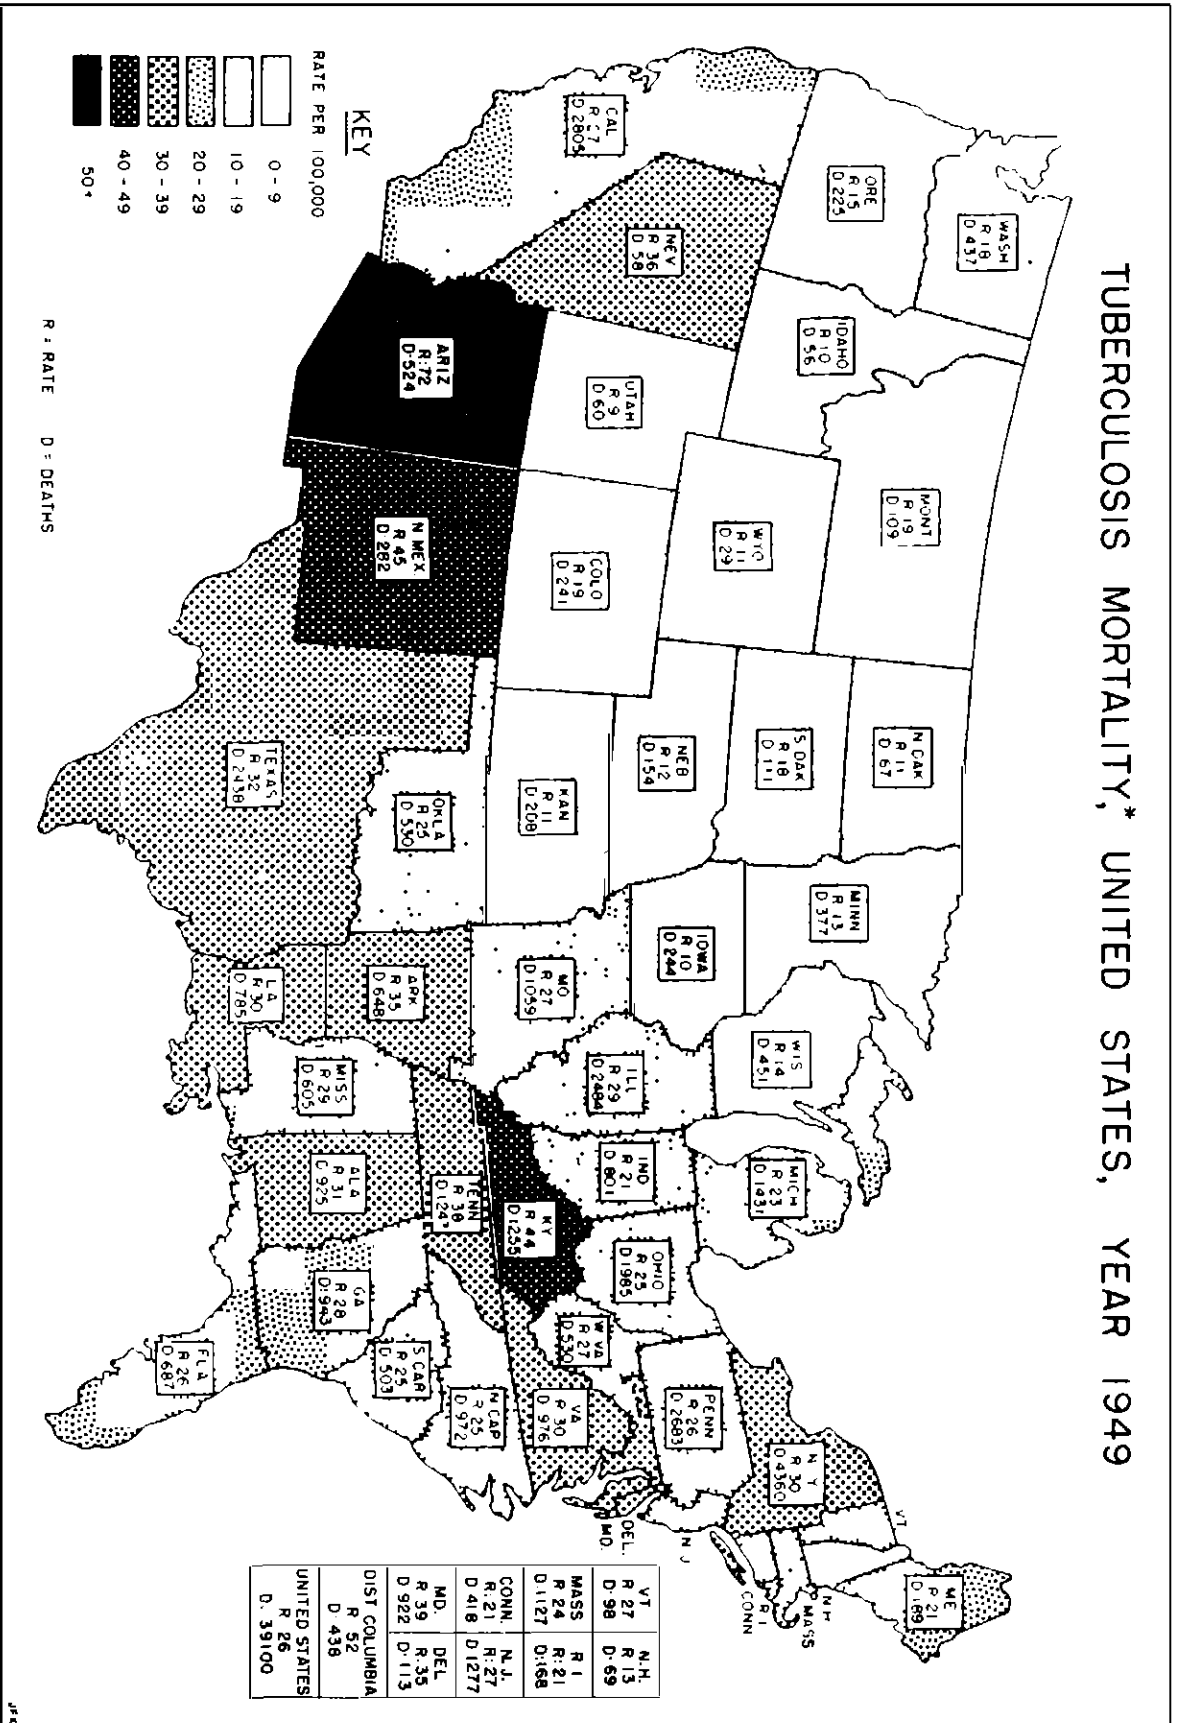 TUBERCULOSIS MORTALITY,* UNITED STATES, YEAR 1949
WASH
R 18
D 437
ORE
R 15
D 225
CAL
D 2805
NEV
R 36
D 58
IDAHO
R 10
D 56
MONT
R 19
D 109
WYO
R 11
D 29
UTAH
R 9
D 60
COLO
R 19
D 241
ARIZ
R:72
D:524
N MEX.
R 45
D 282
N DAK
R 11
D 67
S DAK
R 18
D 111
NEB
R 12
D 154
KAN
R 11
D 208
OKLA
R 25
D 530
TEXAS
R 32
D 2438
MINN
R 13
D 377
IOWA
R 10
D 244
MO
R 27
D 1059
ARK
R 35
D 648
LA
R 30
D 785
WIS
R 14
D 451
ILL
R 29
D 2484
MISS
R 29
D 605
MICH
R 23
D 1431
IND
R 21
D 801
OHIO
R 25
D 1985
KY
R 44
D 1255
TENN
R 38
ALA
R 31
D 925
GA
R 28
D 943
FLA
R 26
D 687
S CAR
R 25
D 503
N CAP
R 25
D 972
VA
R 30
D 976
W VA
R 27
D 530
PENN
R 26
D 2683
N Y
R 30
D 4360
ME
R 21
D 189
VT
N H
MASS
R I
CONN
N J
DEL.
MD.
VT N.H.
R 27 R 13
D 98 D 69
MASS R I
R 24 R: 21
D 1127 D: 168
CONN. N.J.
R: 21 R: 27
D 418 D 1277
MD. DEL
R 39 R: 35
D 922 D: 113
DIST COLUMBIA
R 52
D 438
UNITED STATES
R 26
D. 39100
KEY
RATE PER 100,000
0 - 9
10 - 19
20 - 29
30 - 39
40 - 49
50+
R = RATE D = DEATHS